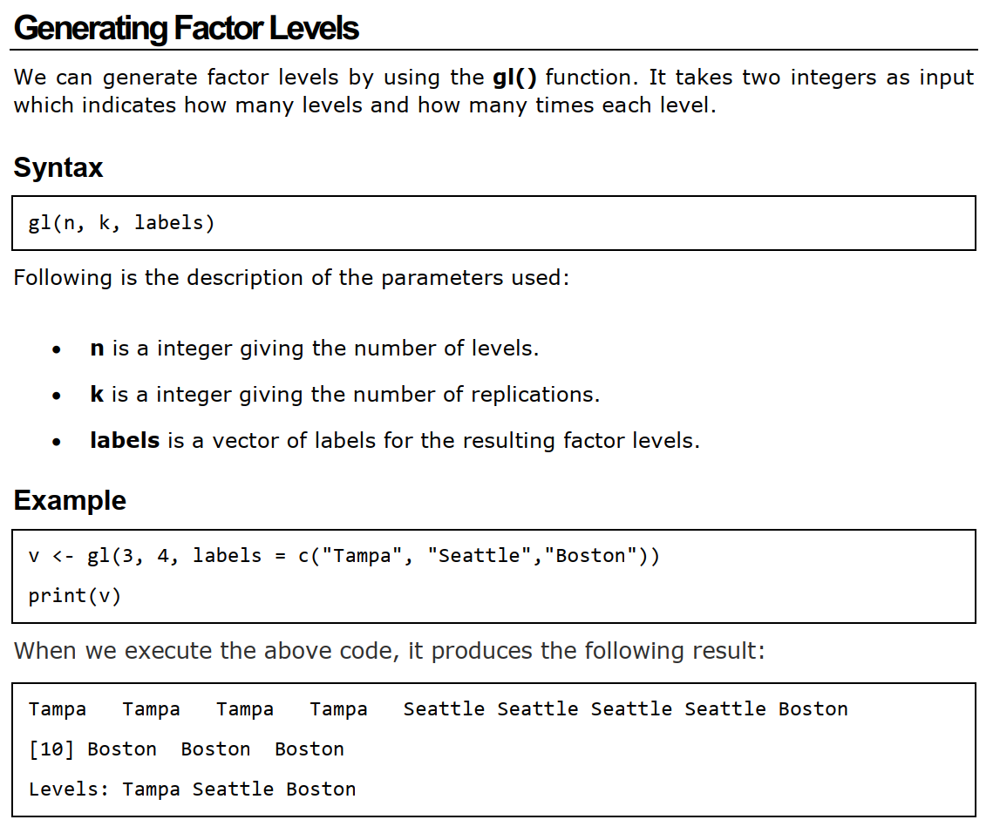 Generating Factor Levels
We can generate factor levels by using the gl() function. It takes two integers as input
which indicates how many levels and how many times each level.
Syntax
gl(n, k, labels)
Following is the description of the parameters used:
• n is a integer giving the number of levels.
• k is a integer giving the number of replications.
• labels is a vector of labels for the resulting factor levels.
Example
v <- gl(3, 4, labels = c("Tampa", "Seattle","Boston"))
print(v)
When we execute the above code, it produces the following result:
Tampa   Tampa   Tampa   Tampa   Seattle Seattle Seattle Seattle Boston
[10] Boston  Boston  Boston
Levels: Tampa Seattle Boston